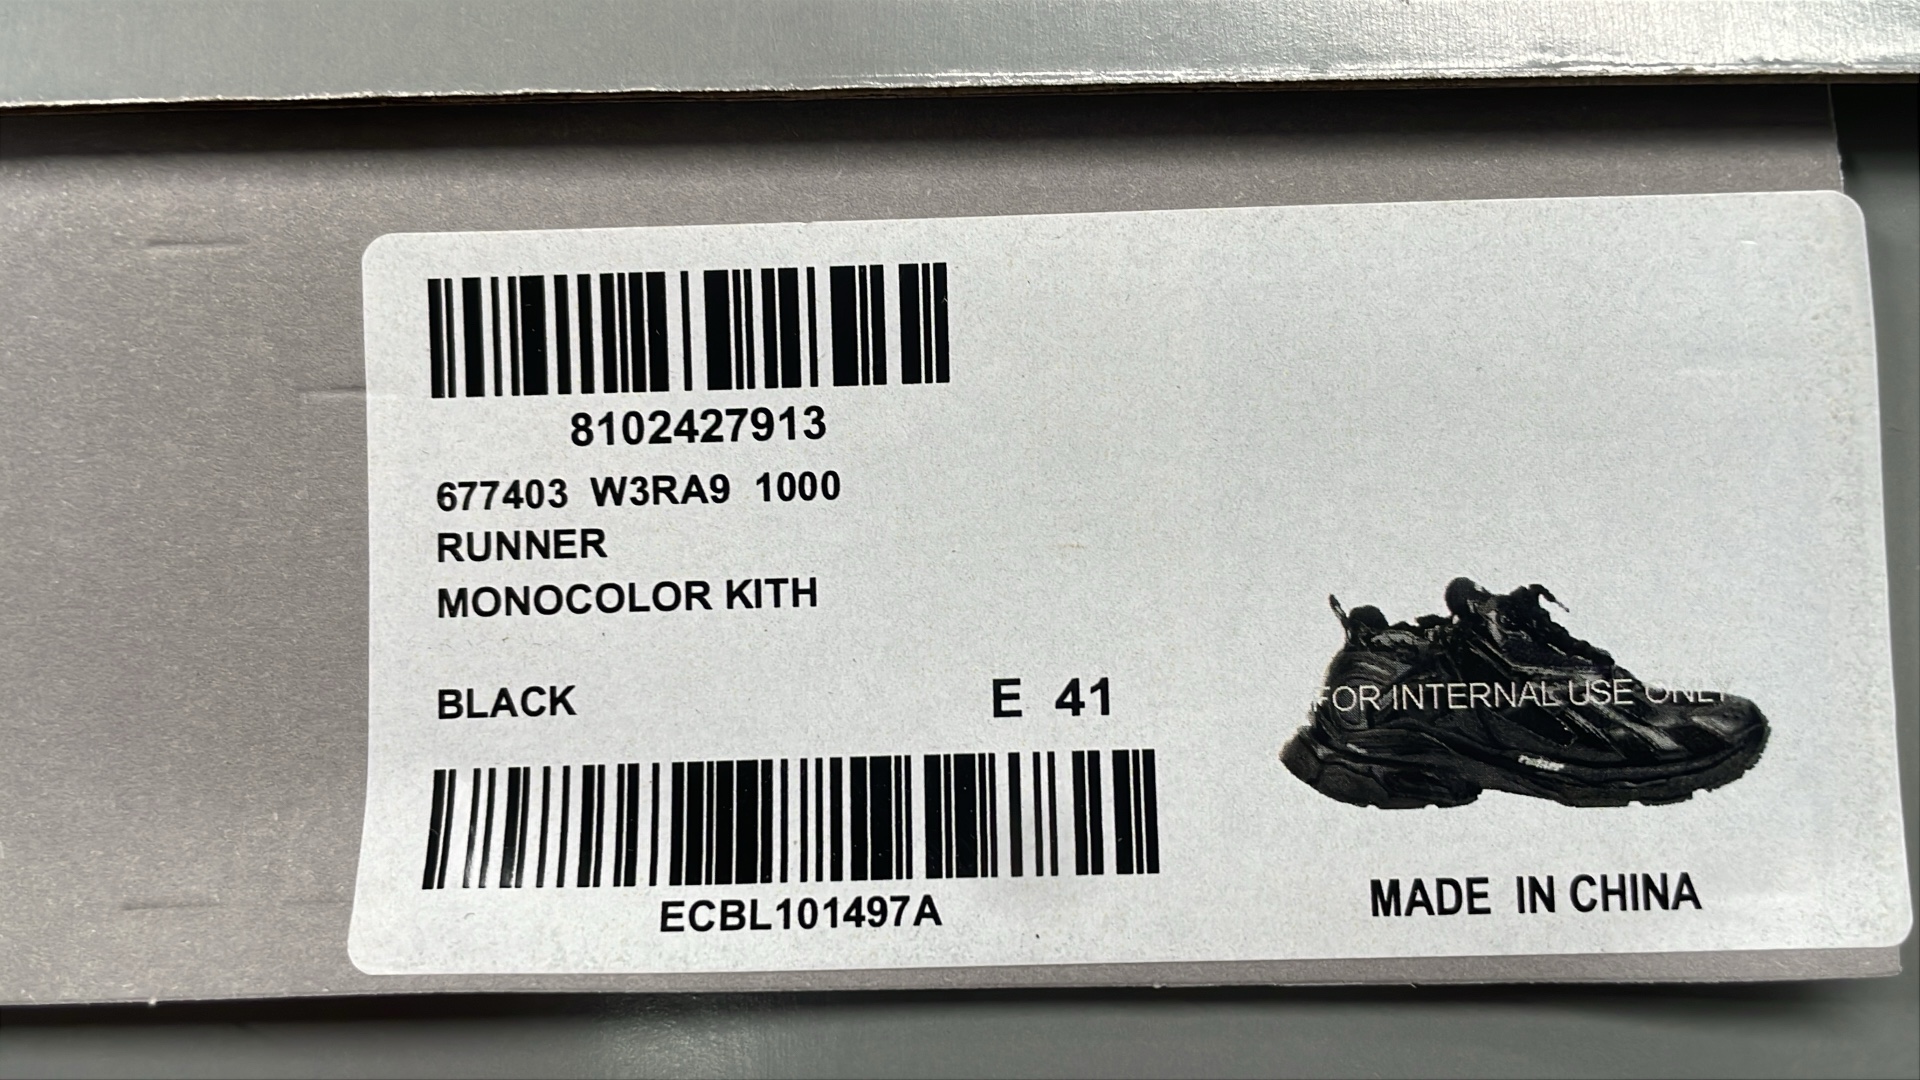 8102427913
677403 W3RA9 1000
RUNNER
MONOCOLOR KITH
BLACK E 41
FOR INTERNAL USE ONLY
ECBL101497A
MADE IN CHINA